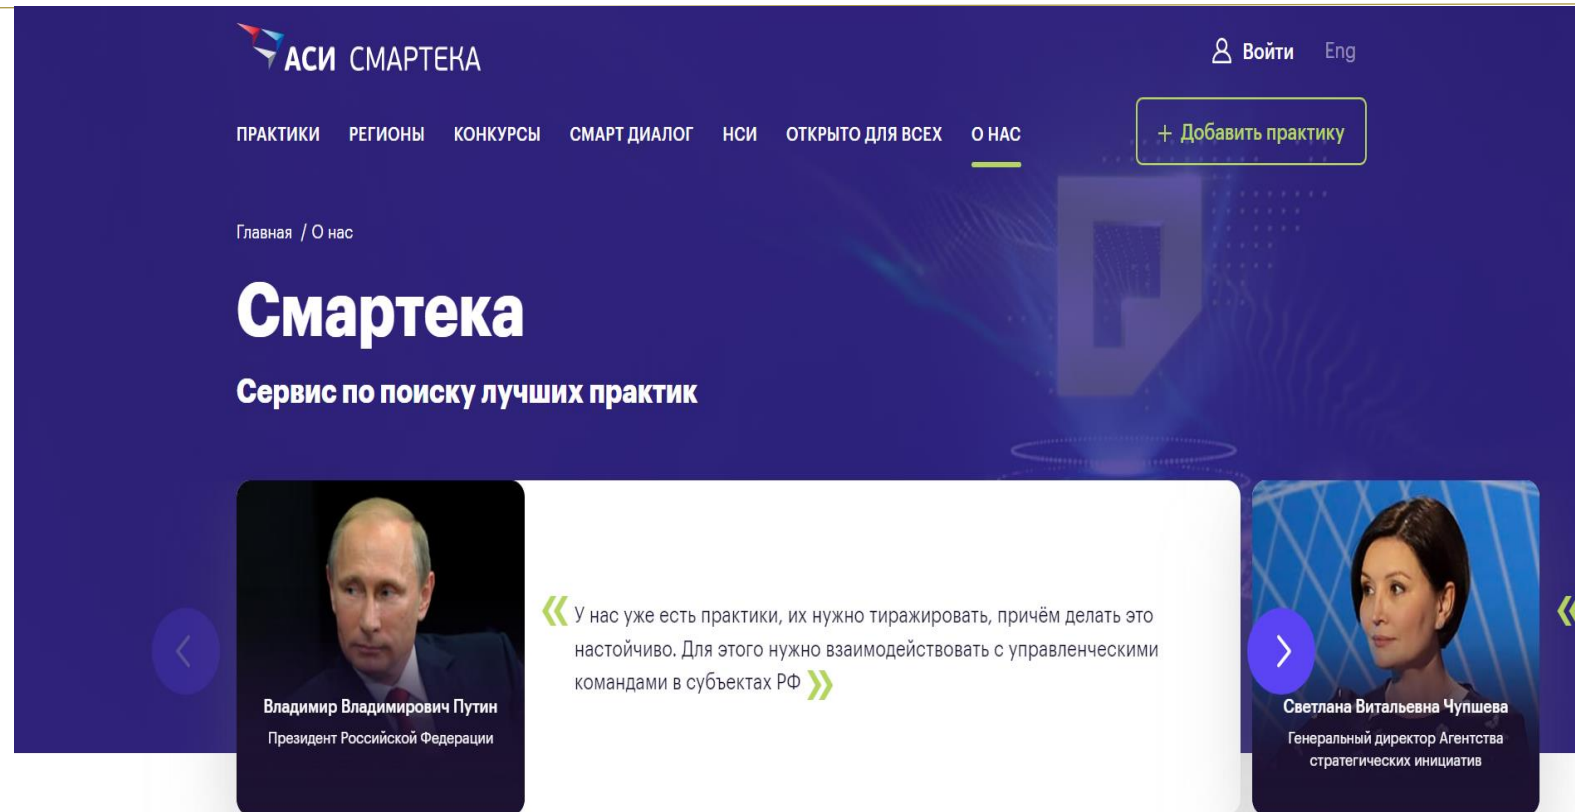 АСИ СМАРТЕКА
Войти Eng
ПРАКТИКИ РЕГИОНЫ КОНКУРСЫ СМАРТ ДИАЛОГ НСИ ОТКРЫТО ДЛЯ ВСЕХ О НАС
+ Добавить практику
Главная / О нас
Смартека
Сервис по поиску лучших практик
« У нас уже есть практики, их нужно тиражировать, причём делать это
настойчиво. Для этого нужно взаимодействовать с управленческими
командами в субъектах РФ »
Владимир Владимирович Путин
Президент Российской Федерации
Светлана Витальевна Чупшева
Генеральный директор Агентства
стратегических инициатив
«